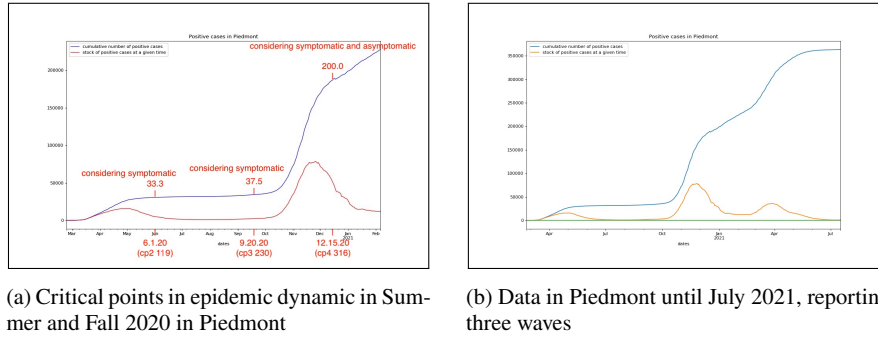 Positive cases in Piedmont
cumulative number of positive cases
stock of positive cases at a given time
considering symptomatic and asymptomatic
200.0
considering symptomatic
33.3
considering symptomatic
37.5
200000
150000
100000
50000
0
Mar Apr May Jun Jul Aug Sep Oct Nov Dec Jan Feb
2021
dates
6.1.20
(cp2 119)
9.20.20
(cp3 230)
12.15.20
(cp4 316)
(a) Critical points in epidemic dynamic in Sum-
mer and Fall 2020 in Piedmont
Positive cases in Piedmont
cumulative number of positive cases
stock of positive cases at a given time
350000
300000
250000
200000
150000
100000
50000
0
Apr Jul Oct Jan Apr Jul
2021
dates
(b) Data in Piedmont until July 2021, reportin
three waves